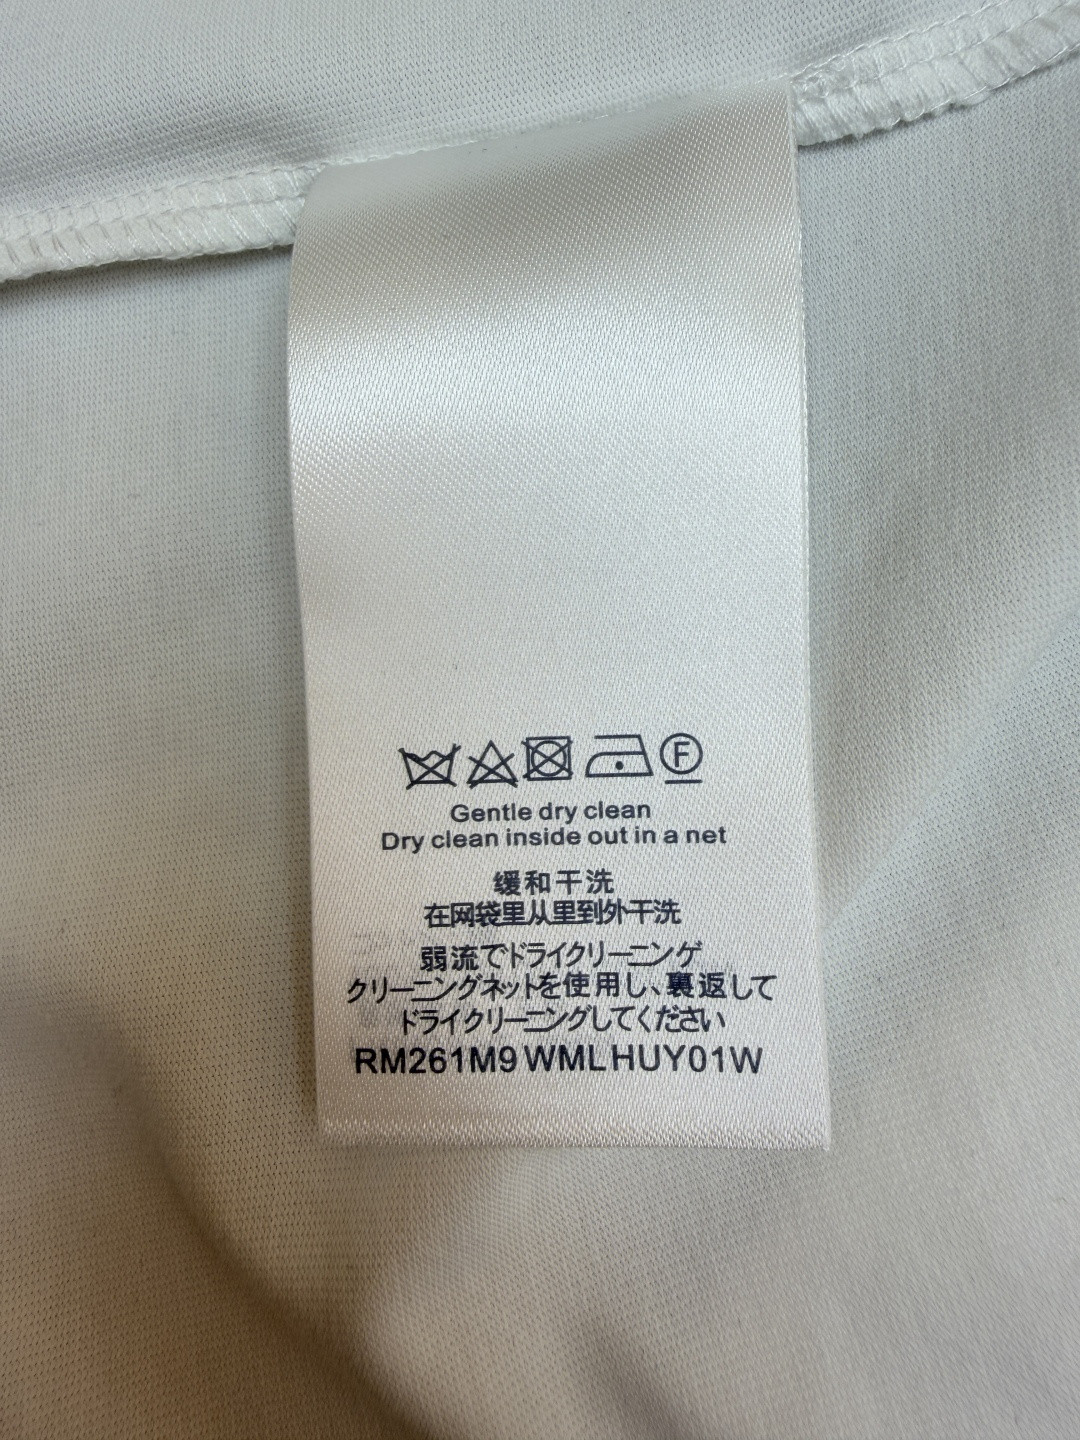 F
Gentle dry clean
Dry clean inside out in a net
缓和干洗
在网袋里从里到外干洗
弱流でドライクリーニンゲ
クリーニングネットを使用し、裏返して
ドライクリーニングしてください
RM261M9 WMLHUY01W